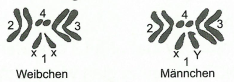 4 4
2 3 2 3
x 1 x x 1 Y
Weibchen Männchen